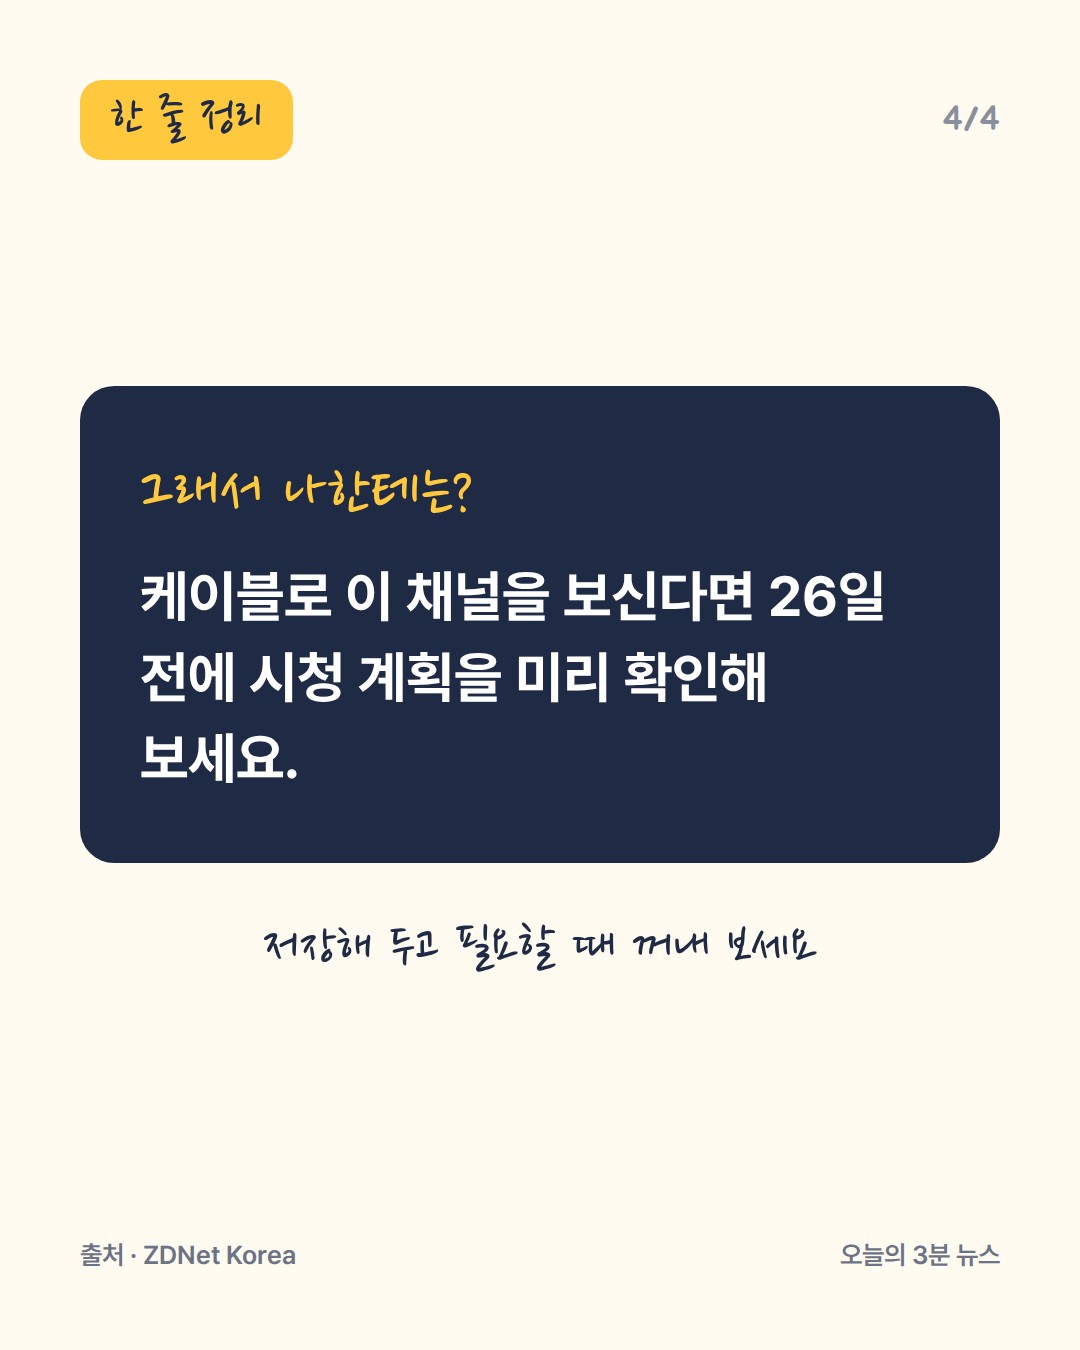 한 줄 정리
4/4
그래서 나한테는?
케이블로 이 채널을 보신다면 26일
전에 시청 계획을 미리 확인해
보세요.
저장해 두고 필요할 때 꺼내 보세요
출처 · ZDNet Korea
오늘의 3분 뉴스